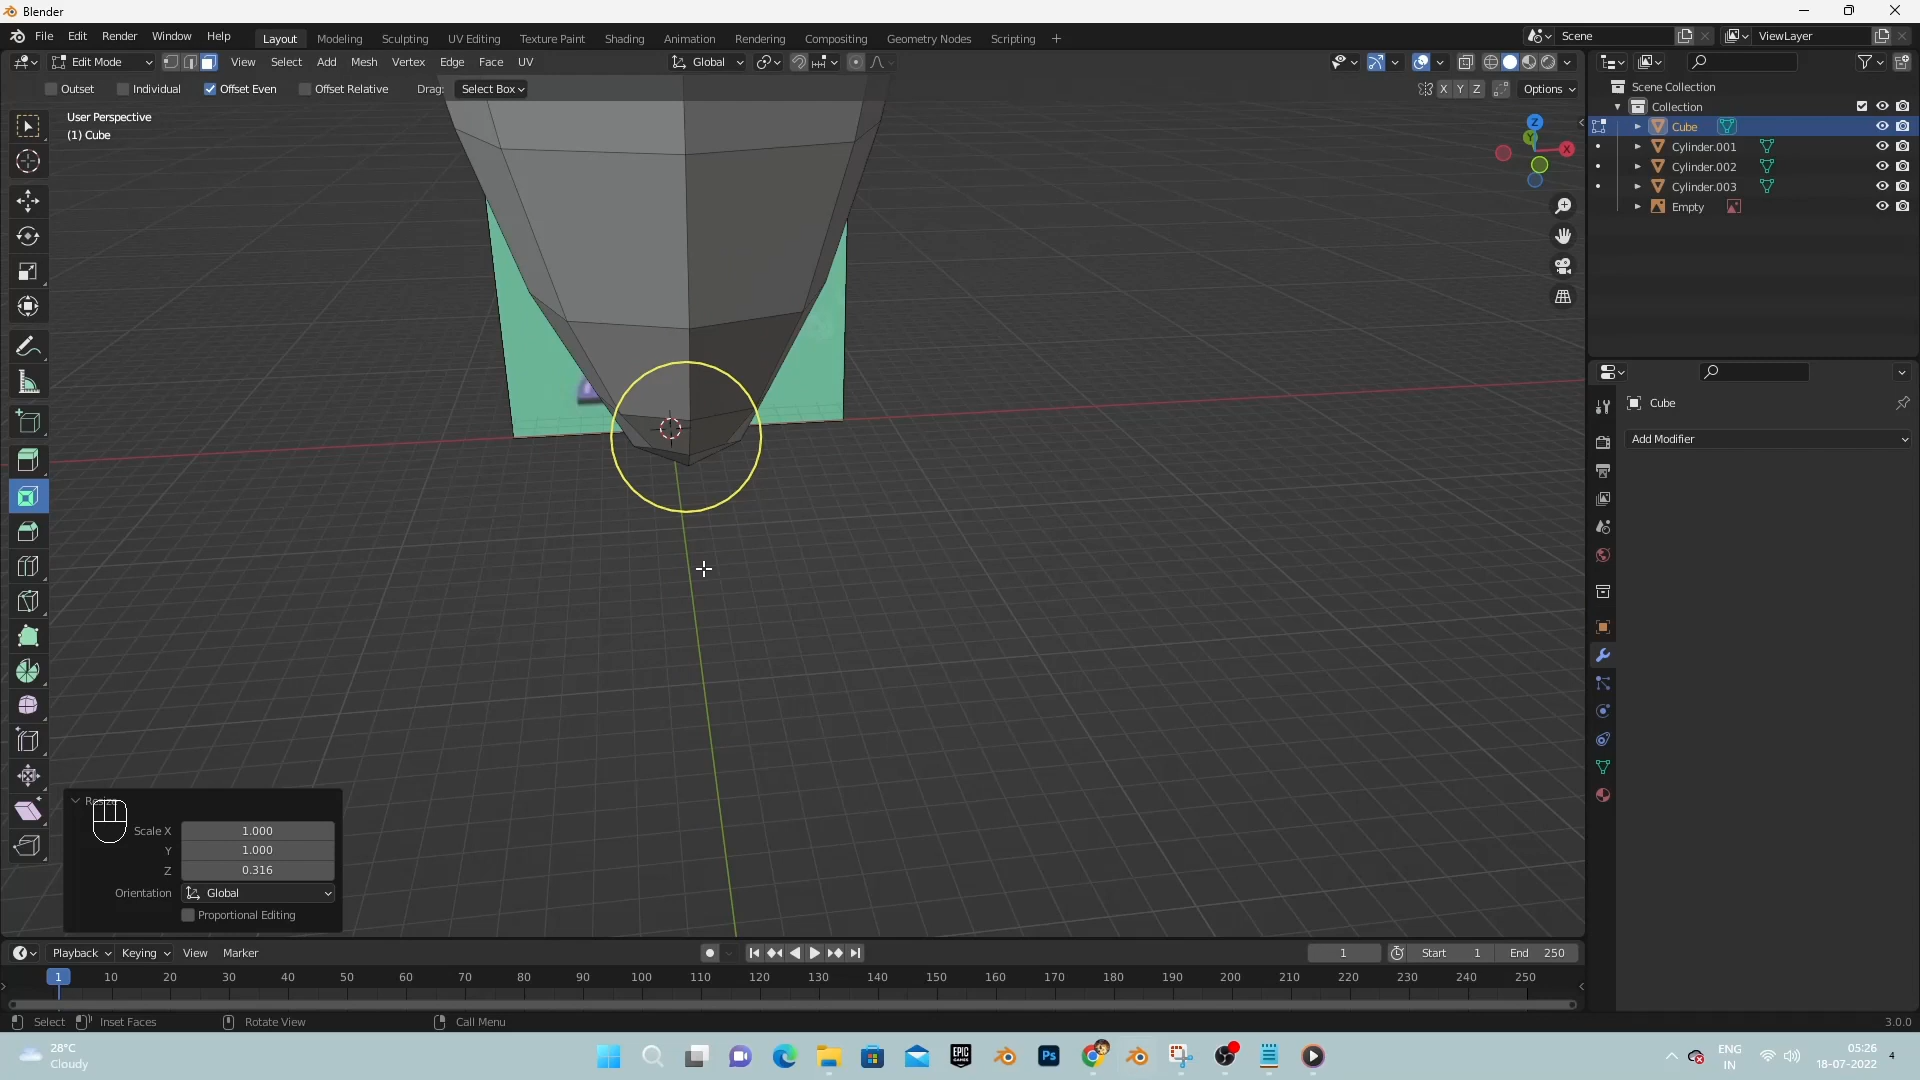 Blender
File Edit Render Window Help
Layout Modeling Sculpting UV Editing Texture Paint Shading Animation Rendering Compositing Geometry Nodes Scripting +
Scene
ViewLayer
Edit Mode View Select Add Mesh Vertex Edge Face UV
Global
Outset Individual Offset Even Offset Relative Drag: Select Box
X Y Z Options
User Perspective
(1) Cube
Z
Y
X
Scene Collection
Collection
Cube
Cylinder.001
Cylinder.002
Cylinder.003
Empty
Cube
Add Modifier
Scale X 1.000
Y 1.000
Z 0.316
Orientation Global
Proportional Editing
Playback Keying View Marker
1 Start 1 End 250
1 10 20 30 40 50 60 70 80 90 100 110 120 130 140 150 160 170 180 190 200 210 220 230 240 250
Select Inset Faces Rotate View Call Menu
3.0.0
28°C
Cloudy
EPIC GAMES
Ps
ENG
IN
05:26
18-07-2022
4